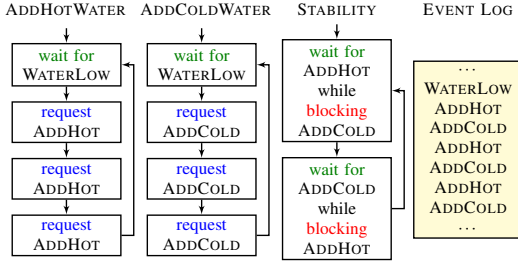 ADDHOTWATER
wait for
WATERLOW
request
ADDHOT
request
ADDHOT
request
ADDHOT
ADDCOLDWATER
wait for
WATERLOW
request
ADDCOLD
request
ADDCOLD
request
ADDCOLD
STABILITY
wait for
ADDHOT
while
blocking
ADDCOLD
wait for
ADDCOLD
while
blocking
ADDHOT
EVENT LOG
...
WATERLOW
ADDHOT
ADDCOLD
ADDHOT
ADDCOLD
ADDHOT
ADDCOLD
...